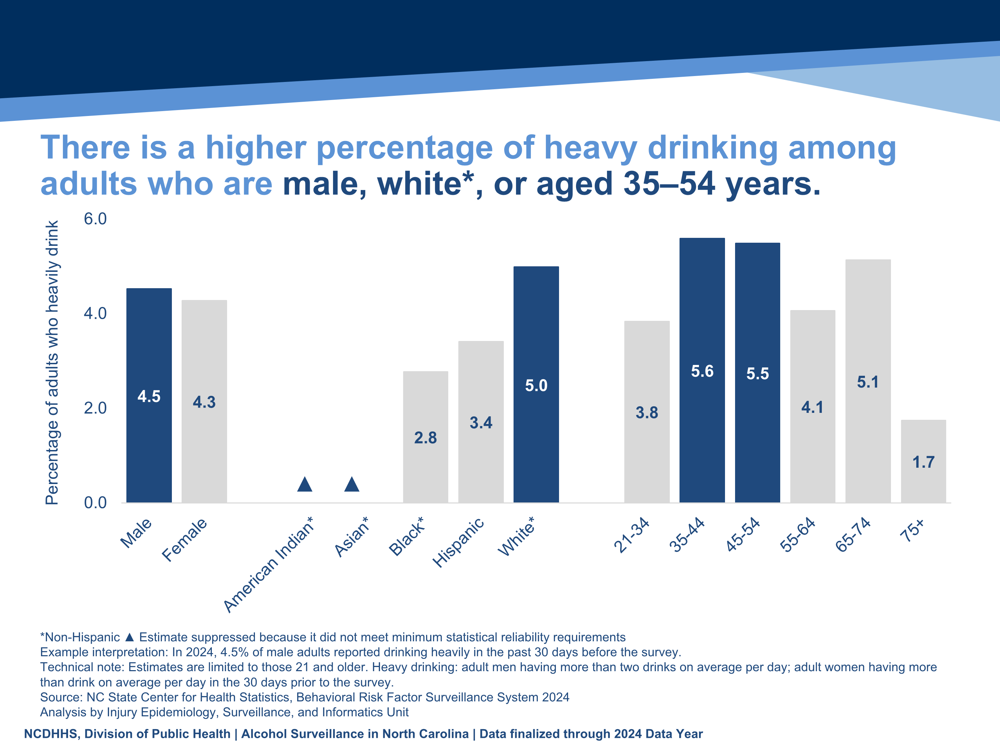 There is a higher percentage of heavy drinking among
adults who are male, white*, or aged 35–54 years.
Percentage of adults who heavily drink
6.0
4.0
2.0
0.0
4.5
4.3
▲
▲
2.8
3.4
5.0
3.8
5.6
5.5
4.1
5.1
1.7
Male
Female
American Indian*
Asian*
Black*
Hispanic
White*
21-34
35-44
45-54
55-64
65-74
75+
*Non-Hispanic ▲ Estimate suppressed because it did not meet minimum statistical reliability requirements
Example interpretation: In 2024, 4.5% of male adults reported drinking heavily in the past 30 days before the survey.
Technical note: Estimates are limited to those 21 and older. Heavy drinking: adult men having more than two drinks on average per day; adult women having more
than drink on average per day in the 30 days prior to the survey.
Source: NC State Center for Health Statistics, Behavioral Risk Factor Surveillance System 2024
Analysis by Injury Epidemiology, Surveillance, and Informatics Unit
NCDHHS, Division of Public Health | Alcohol Surveillance in North Carolina | Data finalized through 2024 Data Year